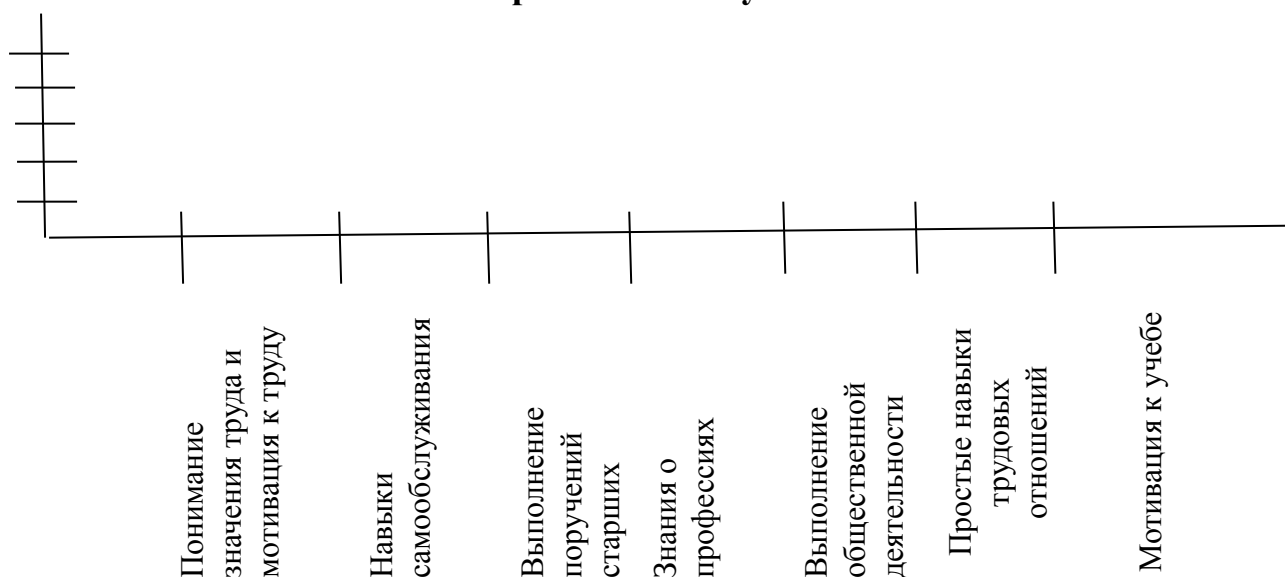 Понимание
значения труда и
мотивация к труду
Навыки
самообслуживания
Выполнение
поручений
старших
Знания о
профессиях
Выполнение
общественной
деятельности
Простые навыки
трудовых
отношений
Мотивация к учебе